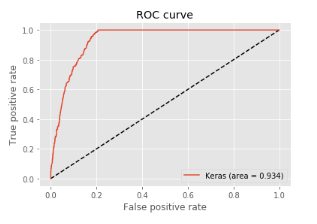 ROC curve
True positive rate
1.0
0.8
0.6
0.4
0.2
0.0
Keras (area = 0.934)
0.0 0.2 0.4 0.6 0.8 1.0
False positive rate